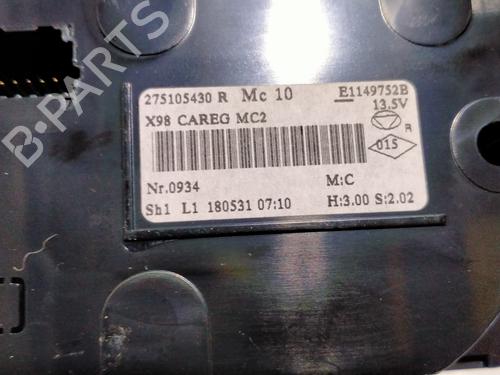 275105430 R Mc 10 E1149752B
13.5V
X98 CAREG MC2
R
015
Nr.0934 M:C
Sh1 L1 180531 07:10 H:3.00 S:2.02
B-PARTS